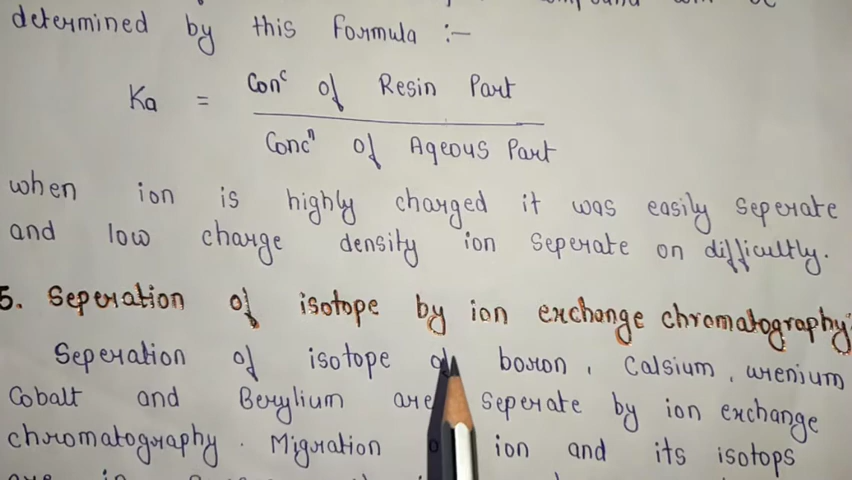 determined by this Formula :-
Ka = Conc of Resin Part
Concn of Aqeous Part
when ion is highly charged it was easily seperate
and low charge density ion seperate on difficultly.
5. Seperation of isotope by ion exchange chromatography:
Seperation of isotope of boron, Calsium, urenium
Cobalt and Berylium are seperate by ion exchange
chromatography. Migration ion and its isotops